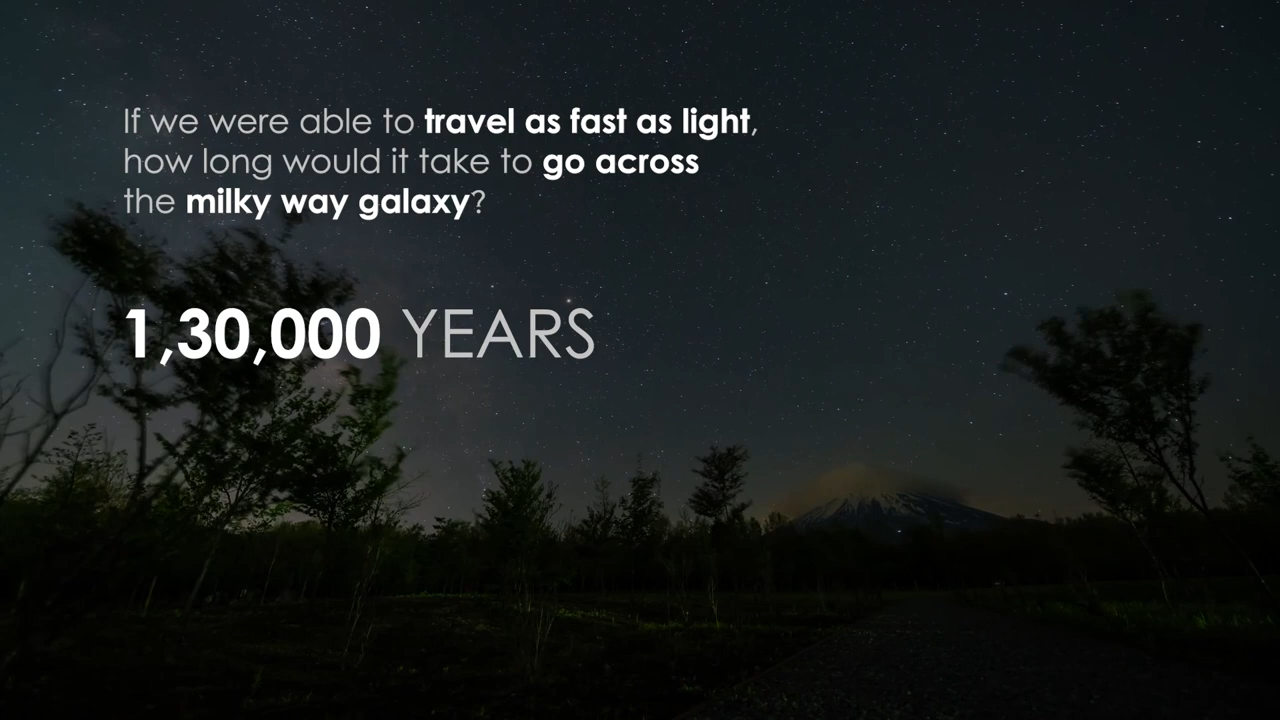 If we were able to travel as fast as light,
how long would it take to go across
the milky way galaxy?
1,30,000 YEARS